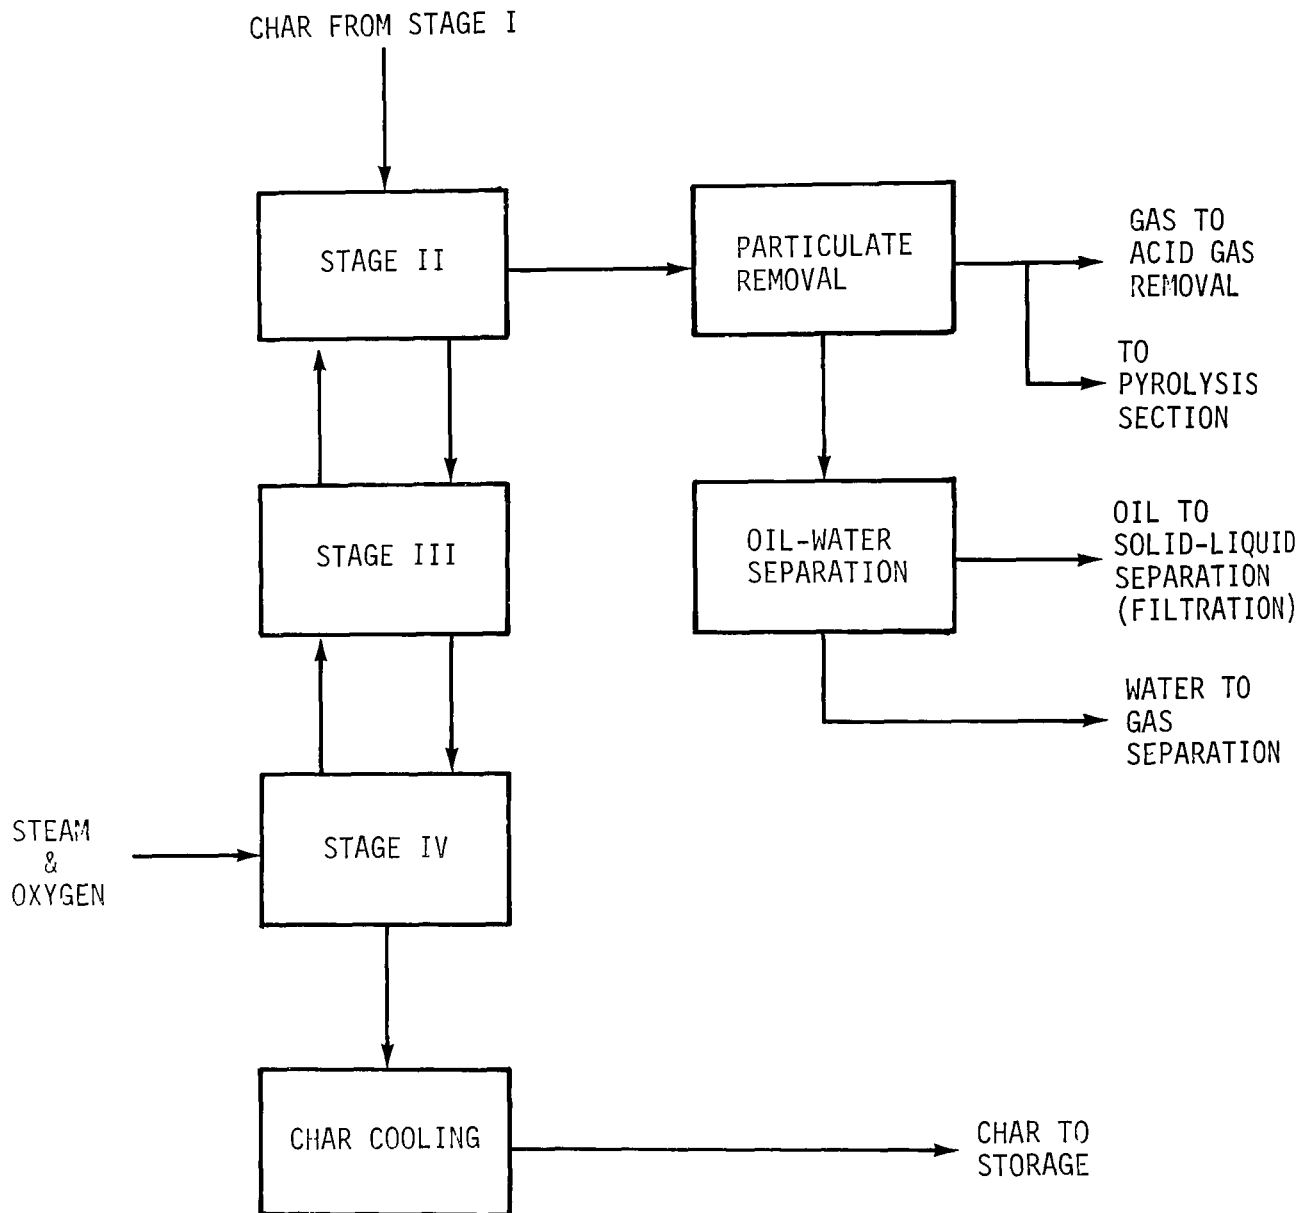 CHAR FROM STAGE I
STAGE II
PARTICULATE
REMOVAL
GAS TO
ACID GAS
REMOVAL
TO
PYROLYSIS
SECTION
STAGE III
OIL-WATER
SEPARATION
OIL TO
SOLID-LIQUID
SEPARATION
(FILTRATION)
WATER TO
GAS
SEPARATION
STEAM
&
OXYGEN
STAGE IV
CHAR COOLING
CHAR TO
STORAGE